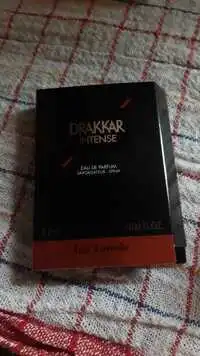 DRAKKAR
INTENSE
EAU DE PARFUM
VAPORISATEUR - SPRAY
Guy Laroche